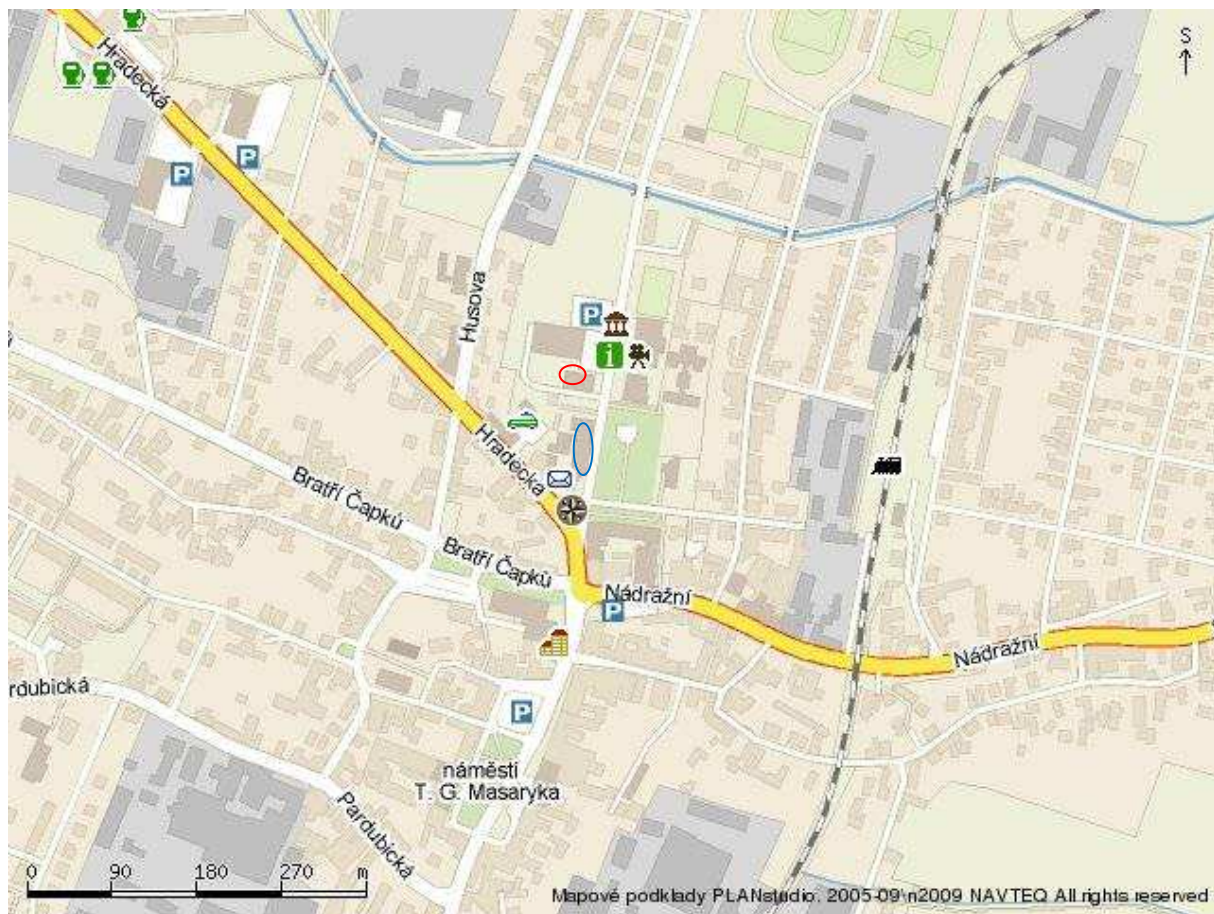 Hradecká
S
P
P
Husova
P
i
Hradecká
Bratří Čapků
Bratří Čapků
Nádražní
P
Nádražní
rdubická
P
náměstí
T. G. Masaryka
Pardubická
0 90 180 270 m
Mapové podklady PLANstudio, 2005-09\n2009 NAVTEQ All rights reserved